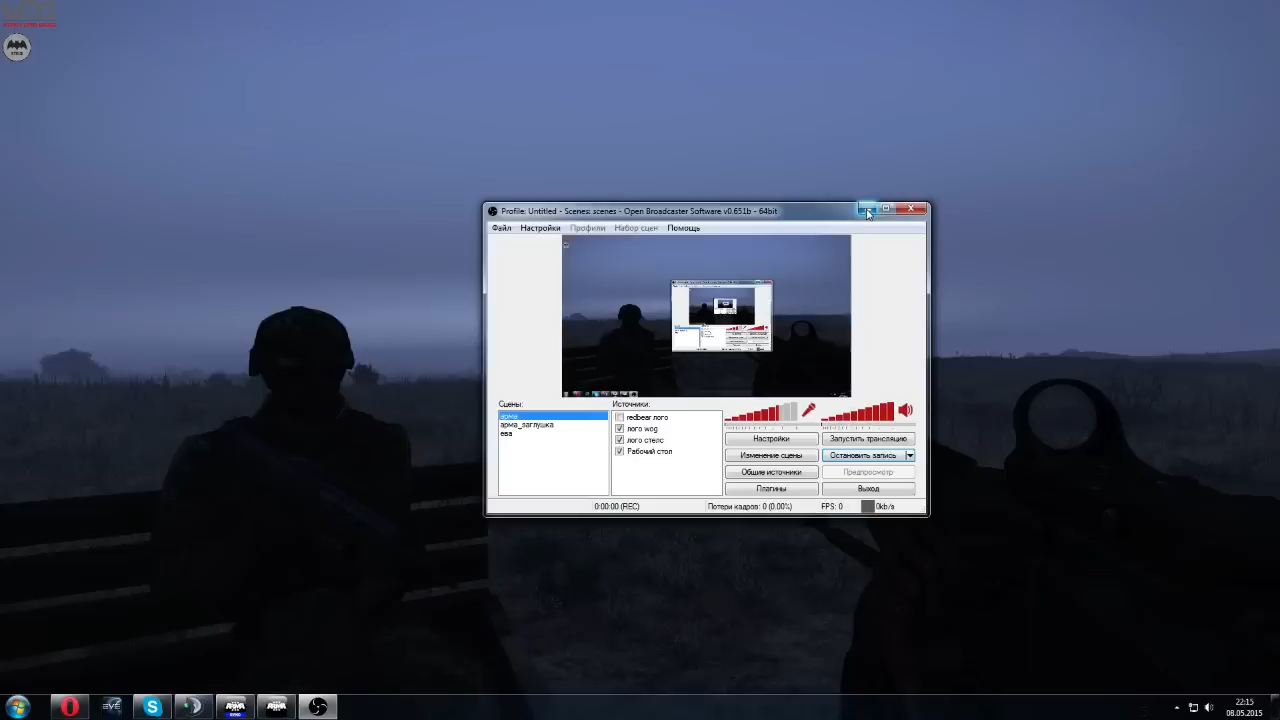 Profile: Untitled - Scenes: scenes - Open Broadcaster Software v0.651b - 64bit
Файл Настройки Профили Набор сцен Помощь
Сцены:
арма
арма_заглушка
ева
Источники:
redbear лого
лого wog
лого стелс
Рабочий стол
Настройки
Запустить трансляцию
Изменение сцены
Остановить запись
Общие источники
Предпросмотр
Плагины
Выход
0:00:00 (REC)
Потери кадров: 0 (0.00%)
FPS: 0
0kb/s
EVE
22:15
08.05.2015